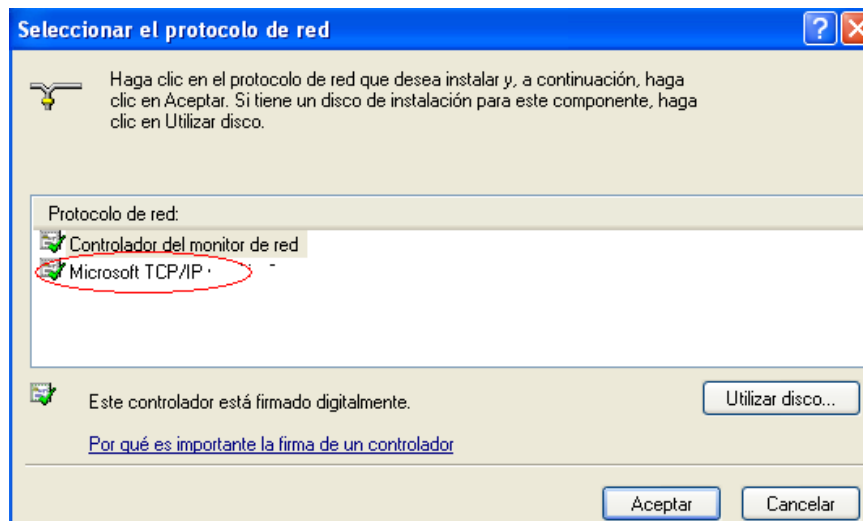 Seleccionar el protocolo de red
Haga clic en el protocolo de red que desea instalar y, a continuación, haga
clic en Aceptar. Si tiene un disco de instalación para este componente, haga
clic en Utilizar disco.
Protocolo de red:
Controlador del monitor de red
Microsoft TCP/IP
Este controlador está firmado digitalmente.
Utilizar disco...
Por qué es importante la firma de un controlador
Aceptar
Cancelar